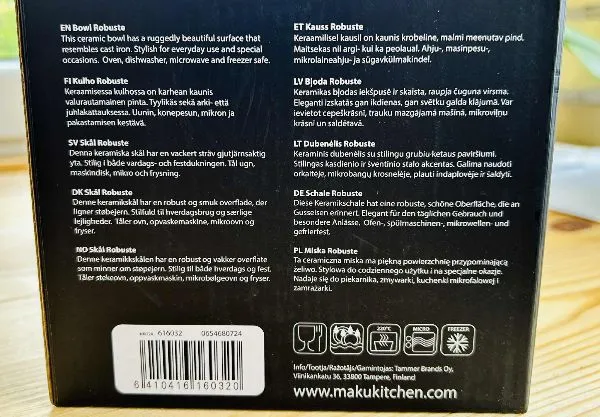 EN Bowl Robuste
This ceramic bowl has a ruggedly beautiful surface that
resembles cast iron. Stylish for everyday use and special
occasions. Oven, dishwasher, microwave and freezer safe.
FI Kulho Robuste
Keraamisessa kulhossa on karhean kaunis
valurautamainen pinta. Tyylikäs sekä arki- että
juhlakattauksessa. Uunin, konepesun, mikron ja
pakastamisen kestävä.
SV Skål Robuste
Denna keramiska skål har en vackert sträv gjutjärnsaktig
yta. Stilig i både vardags- och festdukningen. Tål ugn,
maskindisk, mikro och frysning.
DK Skål Robuste
Denne keramikskål har en robust og smuk overflade, der
ligner støbejern. Stilfuld til hverdagsbrug og særlige
lejligheder. Tåler ovn, opvaskemaskine, mikroovn og
fryser.
NO Skål Robuste
Denne keramikkskålen har en robust og vakker overflate
som minner om støpejern. Stilig til både hverdags og fest.
Tåler stekeovn, oppvaskmaskin, mikrobølgeovn og fryser.
ET Kauss Robuste
Keraamilisel kausil on kaunis krobeline, malmi meenutav pind.
Maitsekas nii argi- kui ka peolaual. Ahju-, masinpesu-,
mikrolaineahju- ja sügavkülmakindel.
LV Bļoda Robuste
Keramikas bļodas iekšpusē ir skaista, raupja čuguna virsma.
Eleganti izskatās gan ikdienas, gan svētku galda klājumā. Var
ievietot cepeškrāsnī, trauku mazgājamā mašīnā, mikroviļņu
krāsnī un saldētavā.
LT Dubenėlis Robuste
Keraminis dubenėlis su stilingu grubiu ketaus paviršiumi.
Stilingas kasdienio ir šventinio stalo akcentas. Galima naudoti
orkaitėje, mikrobangų krosnelėje, plauti indaplovėje ir šaldyti.
DE Schale Robuste
Diese Keramikschale hat eine robuste, schöne Oberfläche, die an
Gusseisen erinnert. Elegant für den täglichen Gebrauch und
besondere Anlässe. Ofen-, spülmaschinen-, mikrowellen- und
gefrierfest.
PL Miska Robuste
Ta ceramiczna miska ma piękną powierzchnię przypominającą
żeliwo. Stylowa do codziennego użytku i na specjalne okazje.
Nadaje się do piekarnika, zmywarki, kuchenki mikrofalowej i
zamrażarki.
616032 0654680724
6 410416 160320
220°C MICRO FREEZER
Info/Tootja/Ražotājs/Gamintojas: Tammer Brands Oy,
Viinikankatu 36, 33800 Tampere, Finland
www.makukitchen.com